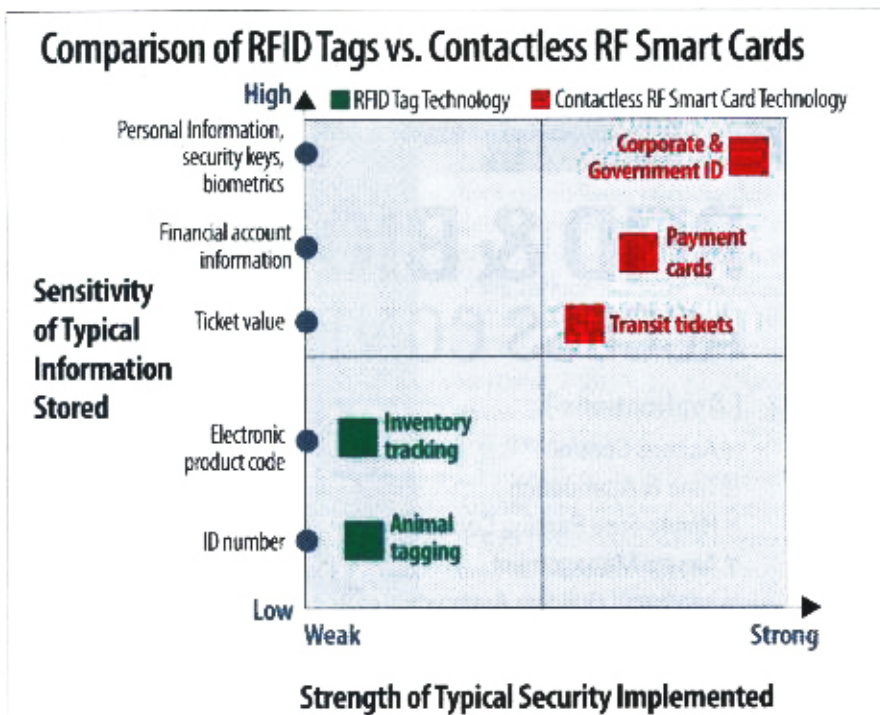 Comparison of RFID Tags vs. Contactless RF Smart Cards
High
RFID Tag Technology
Contactless RF Smart Card Technology
Personal Information,
security keys,
biometrics
Corporate &
Government ID
Financial account
information
Payment
cards
Sensitivity
of Typical
Information
Stored
Ticket value
Transit tickets
Electronic
product code
Inventory
tracking
ID number
Animal
tagging
Low
Weak
Strong
Strength of Typical Security Implemented